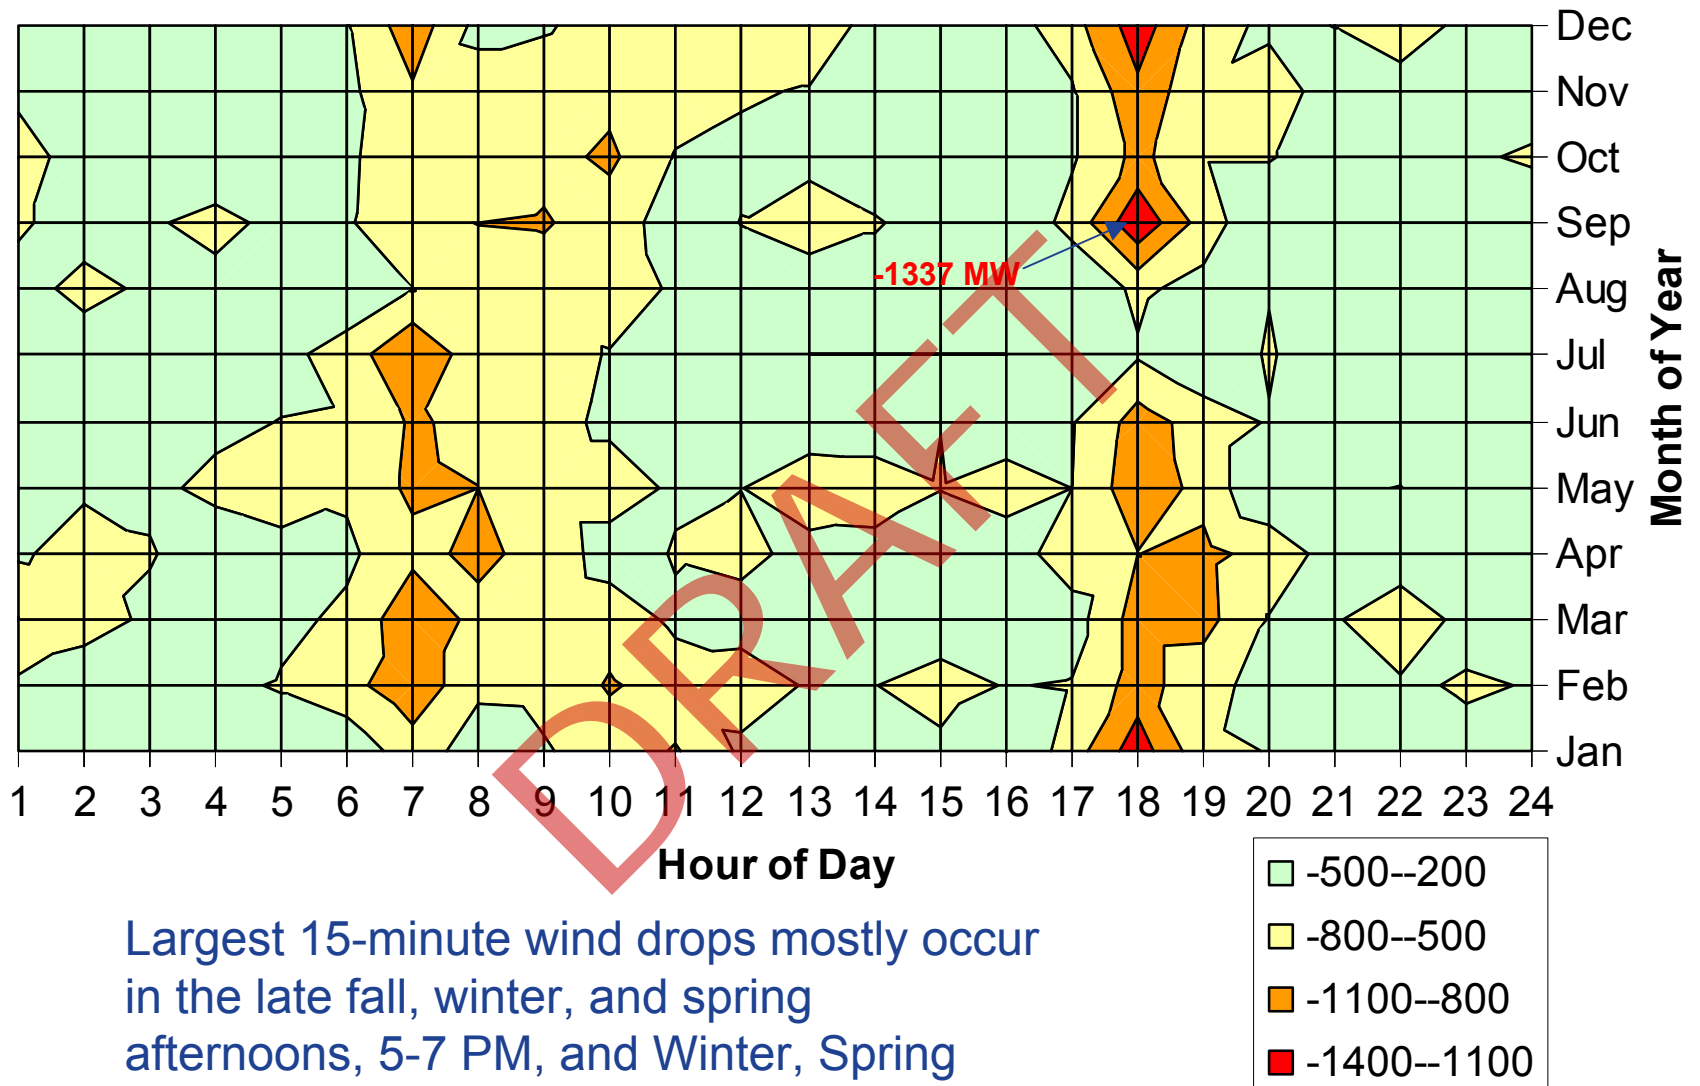 Dec
Nov
Oct
Sep
-1337 MW
Aug
Jul
Jun
May
Apr
Mar
Feb
Jan
Month of Year
DRAFT
1 2 3 4 5 6 7 8 9 10 11 12 13 14 15 16 17 18 19 20 21 22 23 24
Hour of Day
-500--200
-800--500
-1100--800
-1400--1100
Largest 15-minute wind drops mostly occur
in the late fall, winter, and spring
afternoons, 5-7 PM, and Winter, Spring